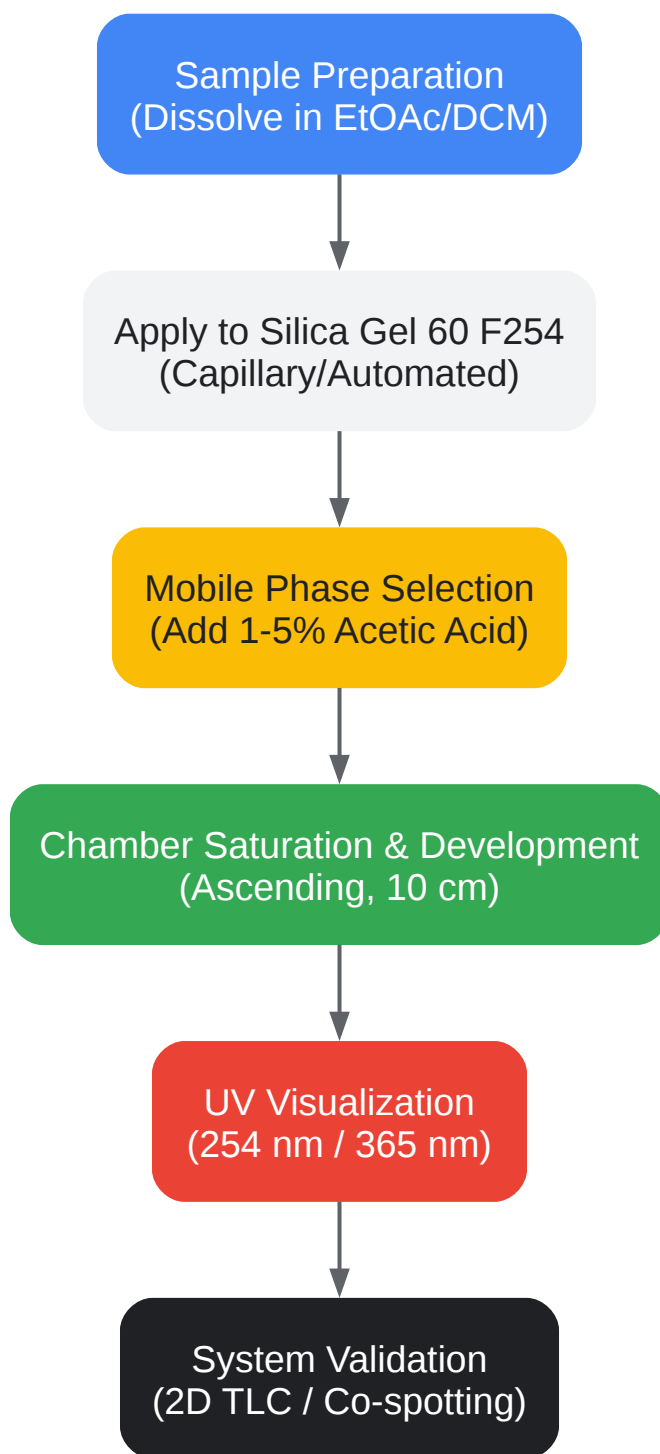 Sample Preparation
(Dissolve in EtOAc/DCM)
Apply to Silica Gel 60 F254
(Capillary/Automated)
Mobile Phase Selection
(Add 1-5% Acetic Acid)
Chamber Saturation & Development
(Ascending, 10 cm)
UV Visualization
(254 nm / 365 nm)
System Validation
(2D TLC / Co-spotting)